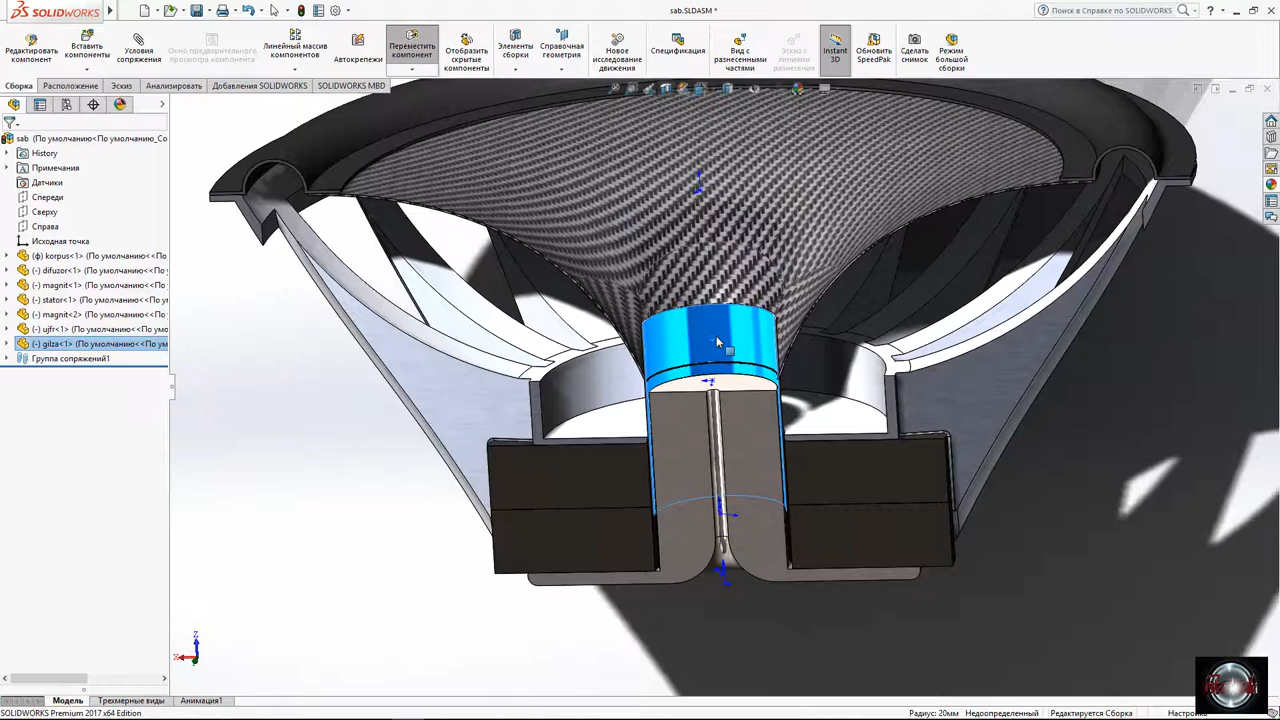 SOLIDWORKS
sab.SLDASM *
Поиск в Справке по SOLIDWORKS
Редактировать компонент
Вставить компоненты
Условия сопряжения
Окно предварительного просмотра компонента
Линейный массив компонентов
Автокрепежи
Переместить компонент
Отобразить скрытые компоненты
Элементы сборки
Справочная геометрия
Новое исследование движения
Спецификация
Вид с разнесенными частями
Эскиз с линиями разнесения
Instant 3D
Обновить SpeedPak
Сделать снимок
Режим большой сборки
Сборка
Расположение
Эскиз
Анализировать
Добавления SOLIDWORKS
SOLIDWORKS MBD
sab (По умолчанию<По умолчанию_Co
History
Примечания
Датчики
Спереди
Сверху
Справа
Исходная точка
(ф) korpus<1> (По умолчанию<<По
(-) difuzor<1> (По умолчанию<<По
(-) magnit<1> (По умолчанию<<По
(-) stator<1> (По умолчанию<<По
(-) magnit<2> (По умолчанию<<По
(-) ujfr<1> (По умолчанию<<По
(-) gilza<1> (По умолчанию<<По ум
Группа сопряжений1
Z
X
Модель
Трехмерные виды
Анимация1
SOLIDWORKS Premium 2017 x64 Edition
Радиус: 20мм
Недоопределенный
Редактируется Сборка
Настройка